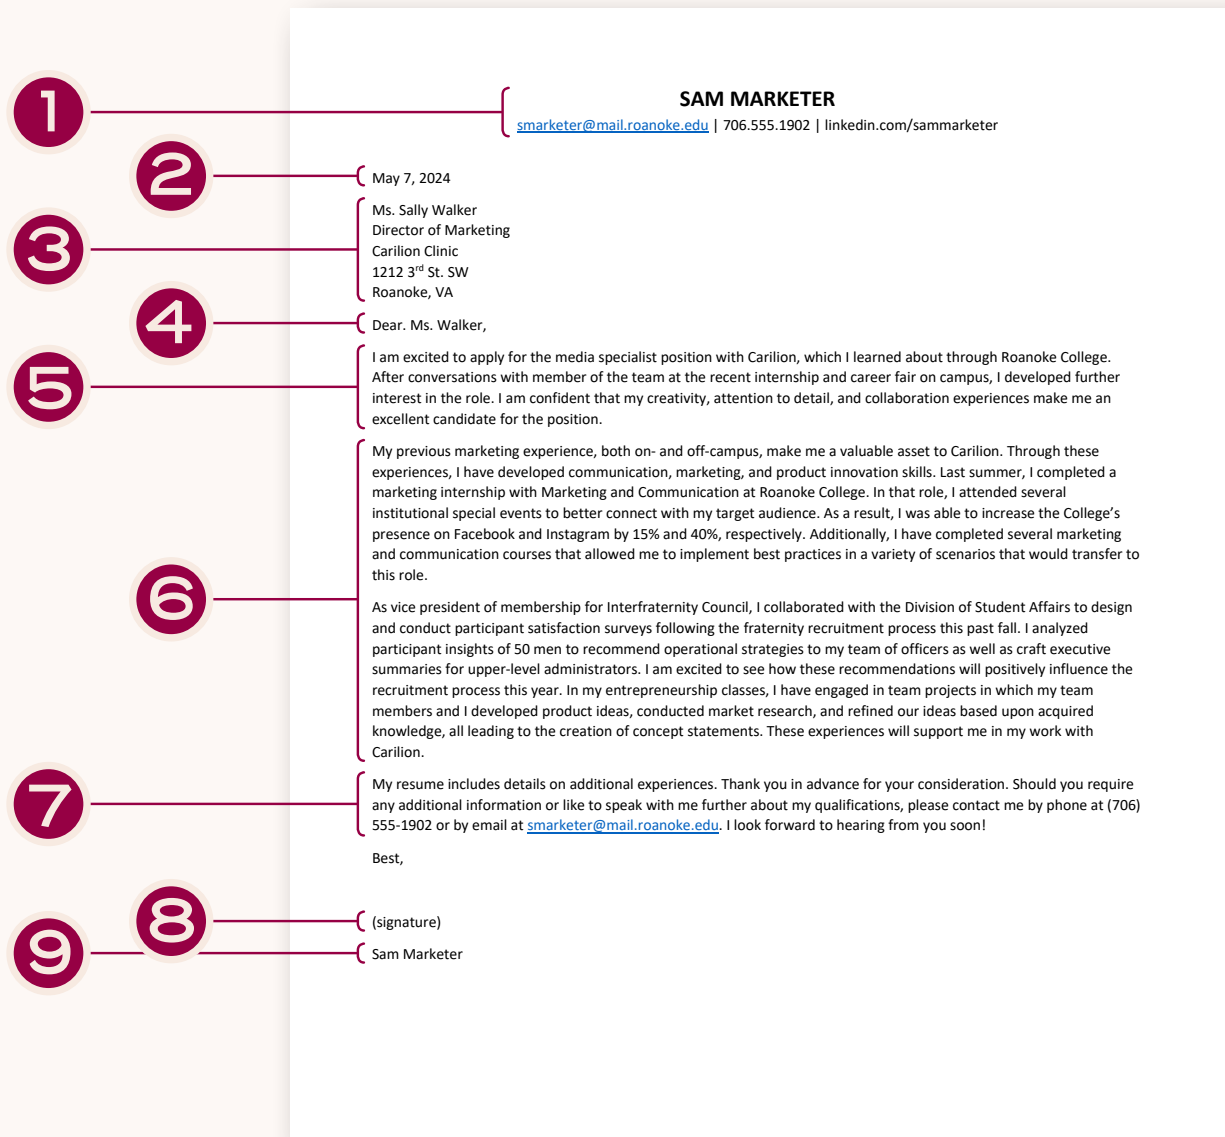 1
SAM MARKETER
smarketer@mail.roanoke.edu | 706.555.1902 | linkedin.com/sammarketer
2
May 7, 2024
3
Ms. Sally Walker
Director of Marketing
Carilion Clinic
1212 3rd St. SW
Roanoke, VA
4
Dear. Ms. Walker,
5
I am excited to apply for the media specialist position with Carilion, which I learned about through Roanoke College.
After conversations with member of the team at the recent internship and career fair on campus, I developed further
interest in the role. I am confident that my creativity, attention to detail, and collaboration experiences make me an
excellent candidate for the position.
6
My previous marketing experience, both on- and off-campus, make me a valuable asset to Carilion. Through these
experiences, I have developed communication, marketing, and product innovation skills. Last summer, I completed a
marketing internship with Marketing and Communication at Roanoke College. In that role, I attended several
institutional special events to better connect with my target audience. As a result, I was able to increase the College’s
presence on Facebook and Instagram by 15% and 40%, respectively. Additionally, I have completed several marketing
and communication courses that allowed me to implement best practices in a variety of scenarios that would transfer to
this role.
As vice president of membership for Interfraternity Council, I collaborated with the Division of Student Affairs to design
and conduct participant satisfaction surveys following the fraternity recruitment process this past fall. I analyzed
participant insights of 50 men to recommend operational strategies to my team of officers as well as craft executive
summaries for upper-level administrators. I am excited to see how these recommendations will positively influence the
recruitment process this year. In my entrepreneurship classes, I have engaged in team projects in which my team
members and I developed product ideas, conducted market research, and refined our ideas based upon acquired
knowledge, all leading to the creation of concept statements. These experiences will support me in my work with
Carilion.
7
My resume includes details on additional experiences. Thank you in advance for your consideration. Should you require
any additional information or like to speak with me further about my qualifications, please contact me by phone at (706)
555-1902 or by email at smarketer@mail.roanoke.edu. I look forward to hearing from you soon!
Best,
8
(signature)
9
Sam Marketer